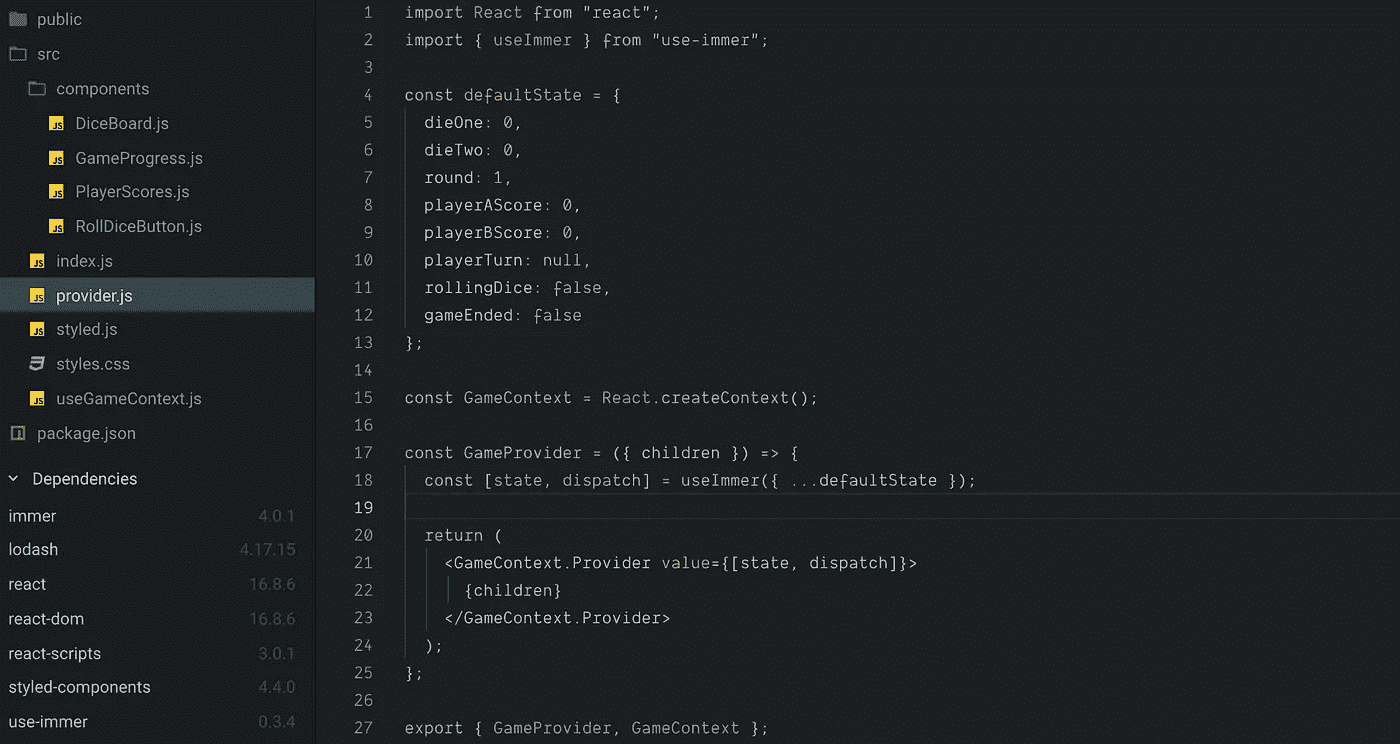 public
src
components
DiceBoard.js
GameProgress.js
PlayerScores.js
RollDiceButton.js
index.js
provider.js
styled.js
styles.css
useGameContext.js
package.json
Dependencies
immer 4.0.1
lodash 4.17.15
react 16.8.6
react-dom 16.8.6
react-scripts 3.0.1
styled-components 4.4.0
use-immer 0.3.4
1 import React from "react";
2 import { useImmer } from "use-immer";
3
4 const defaultState = {
5   dieOne: 0,
6   dieTwo: 0,
7   round: 1,
8   playerAScore: 0,
9   playerBScore: 0,
10   playerTurn: null,
11   rollingDice: false,
12   gameEnded: false
13 };
14
15 const GameContext = React.createContext();
16
17 const GameProvider = ({ children }) => {
18   const [state, dispatch] = useImmer({ ...defaultState });
19
20   return (
21     <GameContext.Provider value={[state, dispatch]}>
22       {children}
23     </GameContext.Provider>
24   );
25 };
26
27 export { GameProvider, GameContext };